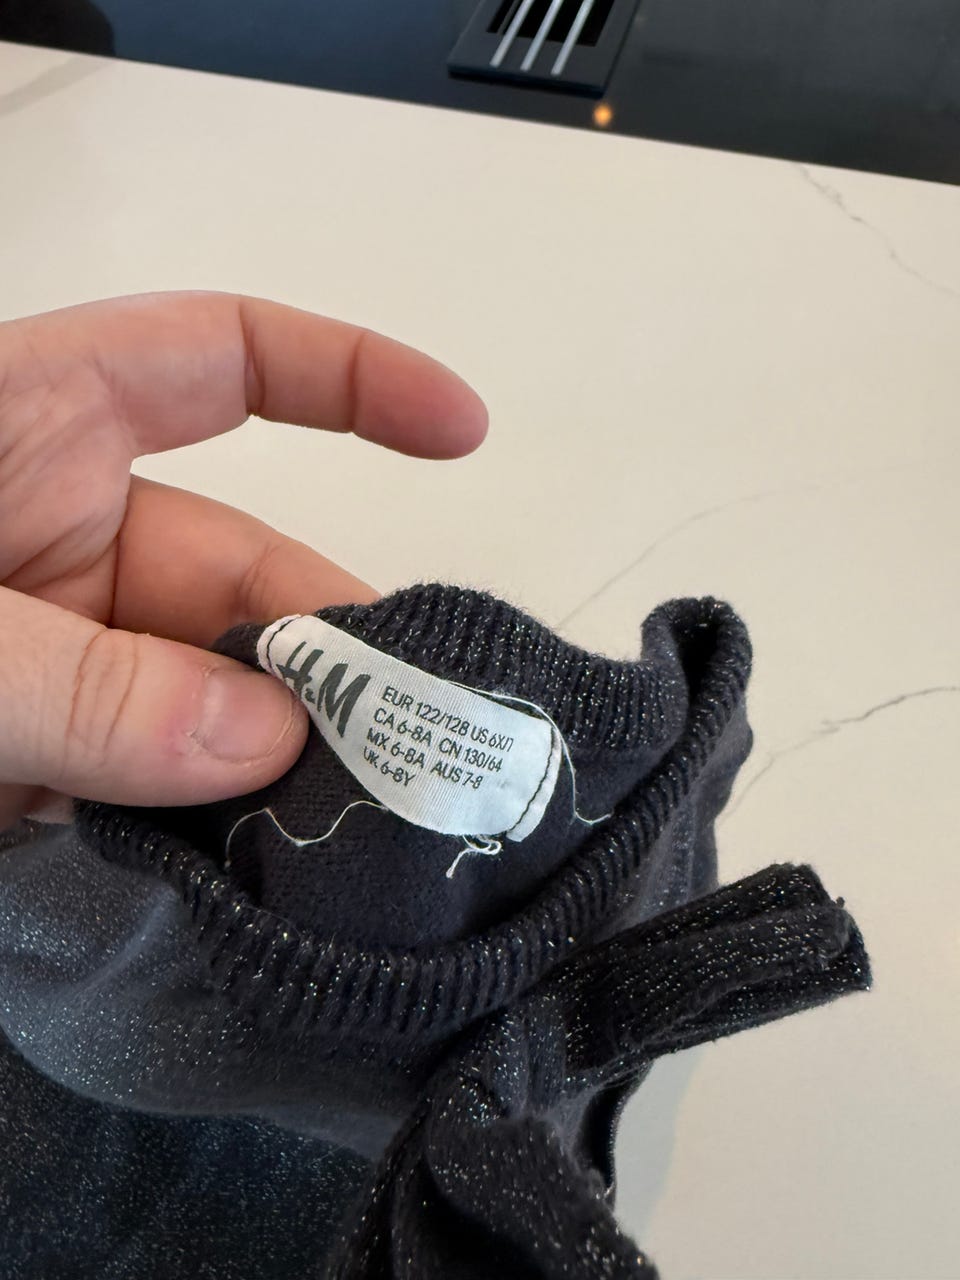 H&M
EUR 122/128 US 6X/7
CA 6-8A CN 130/64
MX 6-8A AUS 7-8
UK 6-8Y